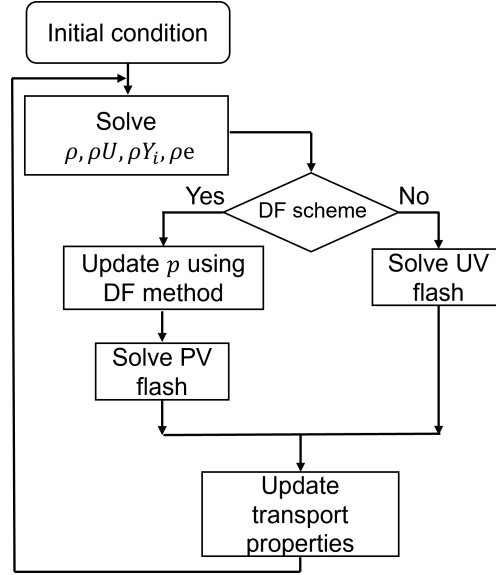 Initial condition
Solve
ρ, ρU, ρYᵢ, ρe
DF scheme
Yes
No
Update p using
DF method
Solve UV
flash
Solve PV
flash
Update
transport
properties